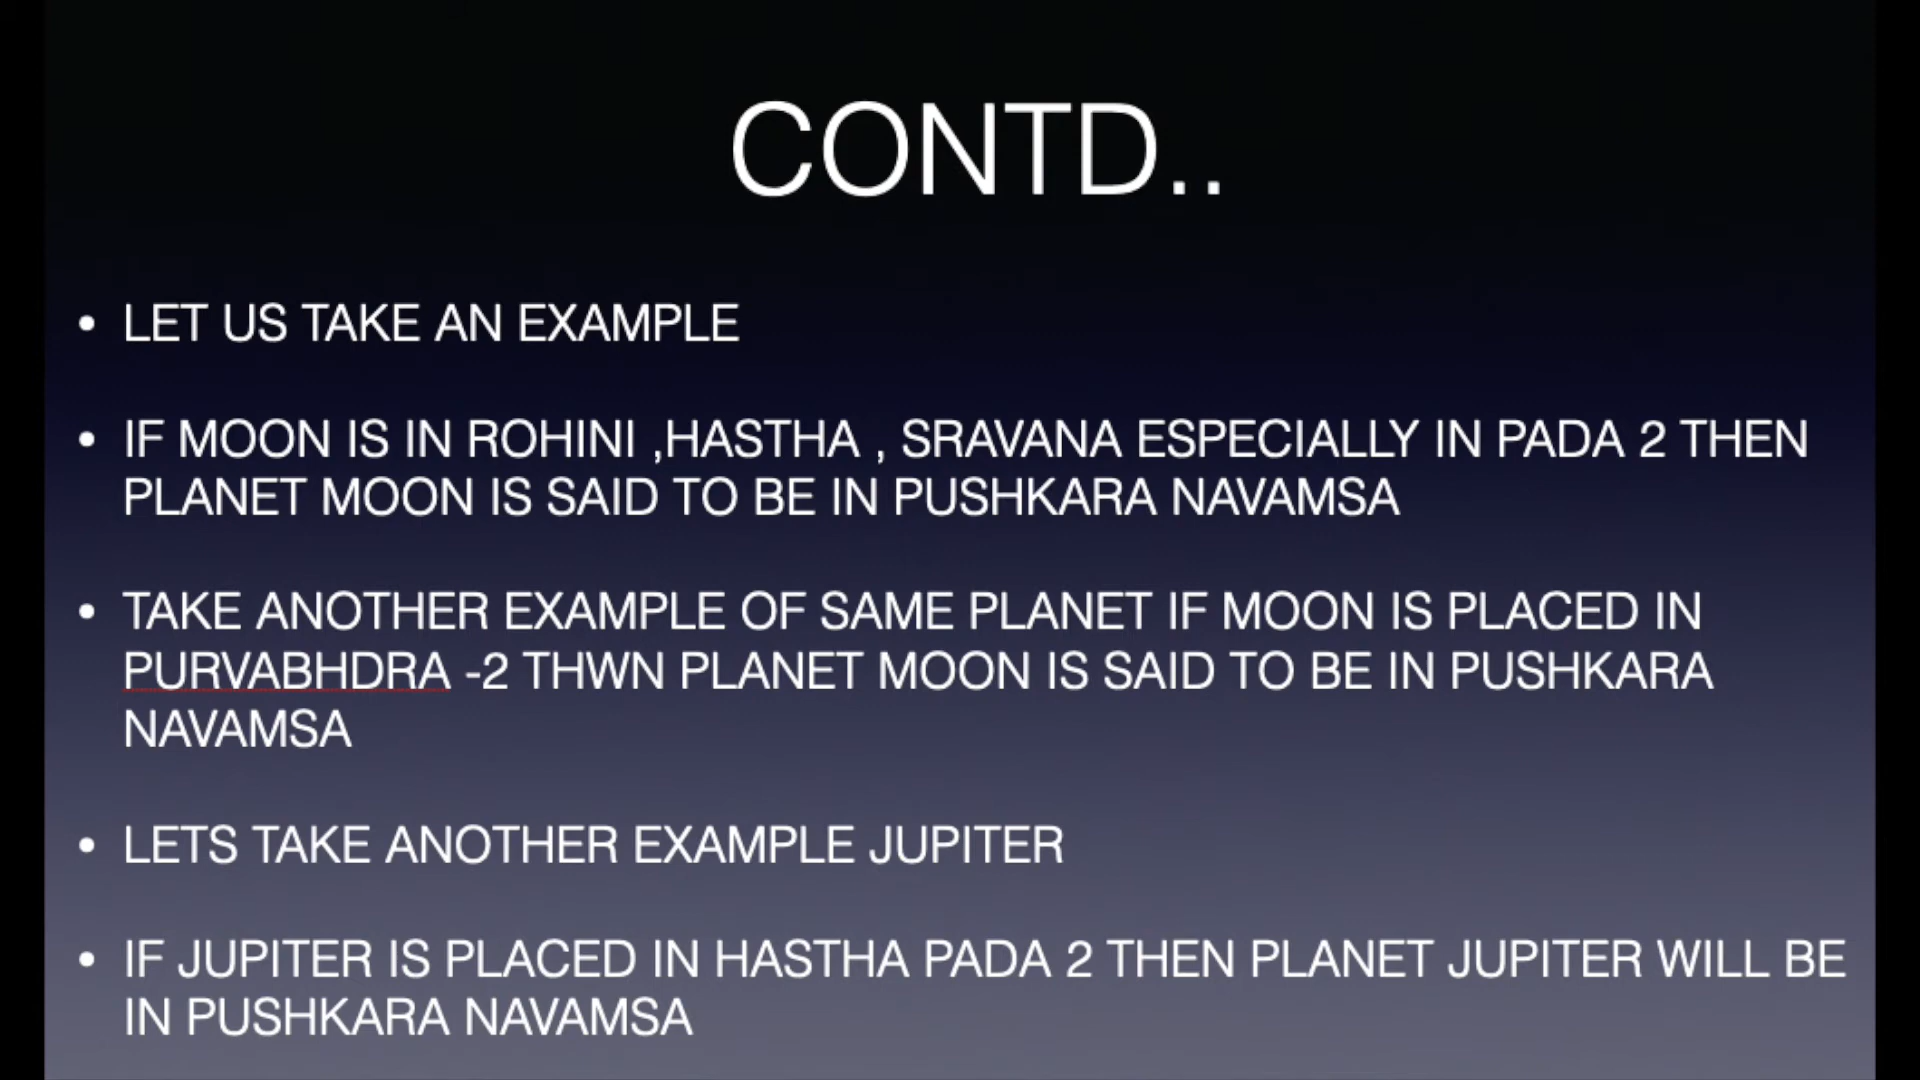 CONTD..
• LET US TAKE AN EXAMPLE
• IF MOON IS IN ROHINI ,HASTHA , SRAVANA ESPECIALLY IN PADA 2 THEN
PLANET MOON IS SAID TO BE IN PUSHKARA NAVAMSA
• TAKE ANOTHER EXAMPLE OF SAME PLANET IF MOON IS PLACED IN
PURVABHDRA -2 THWN PLANET MOON IS SAID TO BE IN PUSHKARA
NAVAMSA
• LETS TAKE ANOTHER EXAMPLE JUPITER
• IF JUPITER IS PLACED IN HASTHA PADA 2 THEN PLANET JUPITER WILL BE
IN PUSHKARA NAVAMSA